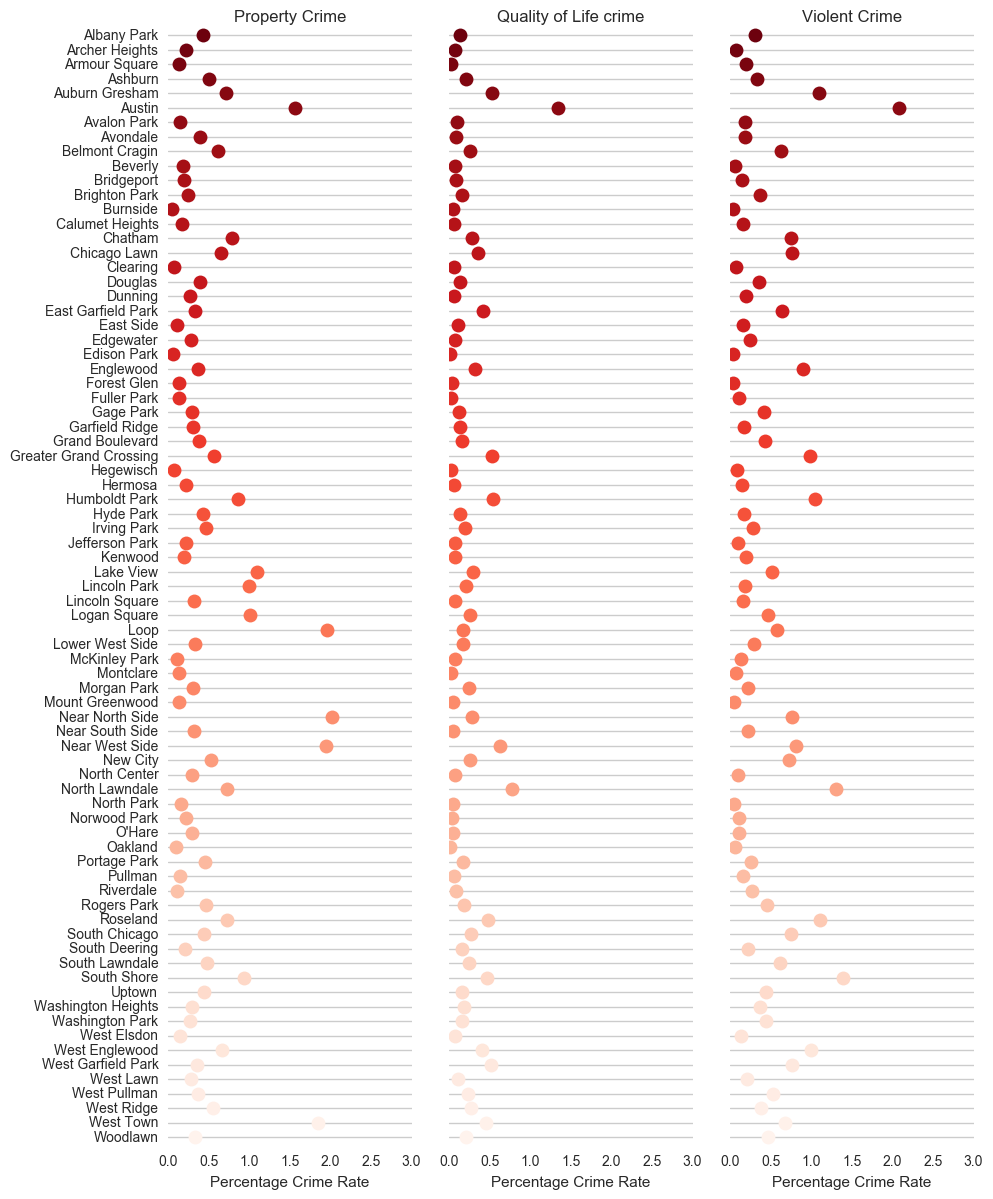 Property Crime
Quality of Life crime
Violent Crime
Albany Park
Archer Heights
Armour Square
Ashburn
Auburn Gresham
Austin
Avalon Park
Avondale
Belmont Cragin
Beverly
Bridgeport
Brighton Park
Burnside
Calumet Heights
Chatham
Chicago Lawn
Clearing
Douglas
Dunning
East Garfield Park
East Side
Edgewater
Edison Park
Englewood
Forest Glen
Fuller Park
Gage Park
Garfield Ridge
Grand Boulevard
Greater Grand Crossing
Hegewisch
Hermosa
Humboldt Park
Hyde Park
Irving Park
Jefferson Park
Kenwood
Lake View
Lincoln Park
Lincoln Square
Logan Square
Loop
Lower West Side
McKinley Park
Montclare
Morgan Park
Mount Greenwood
Near North Side
Near South Side
Near West Side
New City
North Center
North Lawndale
North Park
Norwood Park
O'Hare
Oakland
Portage Park
Pullman
Riverdale
Rogers Park
Roseland
South Chicago
South Deering
South Lawndale
South Shore
Uptown
Washington Heights
Washington Park
West Elsdon
West Englewood
West Garfield Park
West Lawn
West Pullman
West Ridge
West Town
Woodlawn
0.0 0.5 1.0 1.5 2.0 2.5 3.0
Percentage Crime Rate
0.0 0.5 1.0 1.5 2.0 2.5 3.0
Percentage Crime Rate
0.0 0.5 1.0 1.5 2.0 2.5 3.0
Percentage Crime Rate